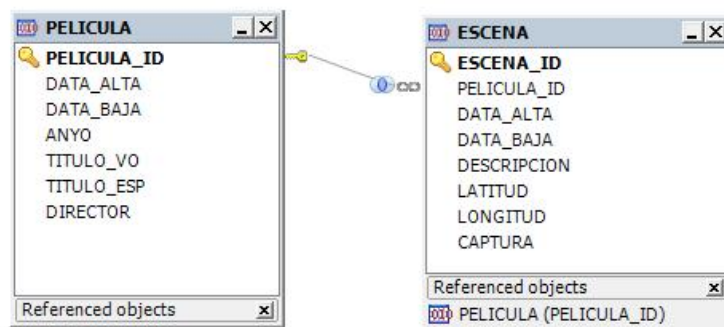 PELICULA
PELICULA_ID
DATA_ALTA
DATA_BAJA
ANYO
TITULO_VO
TITULO_ESP
DIRECTOR
Referenced objects
ESCENA
ESCENA_ID
PELICULA_ID
DATA_ALTA
DATA_BAJA
DESCRIPCION
LATITUD
LONGITUD
CAPTURA
Referenced objects
PELICULA (PELICULA_ID)